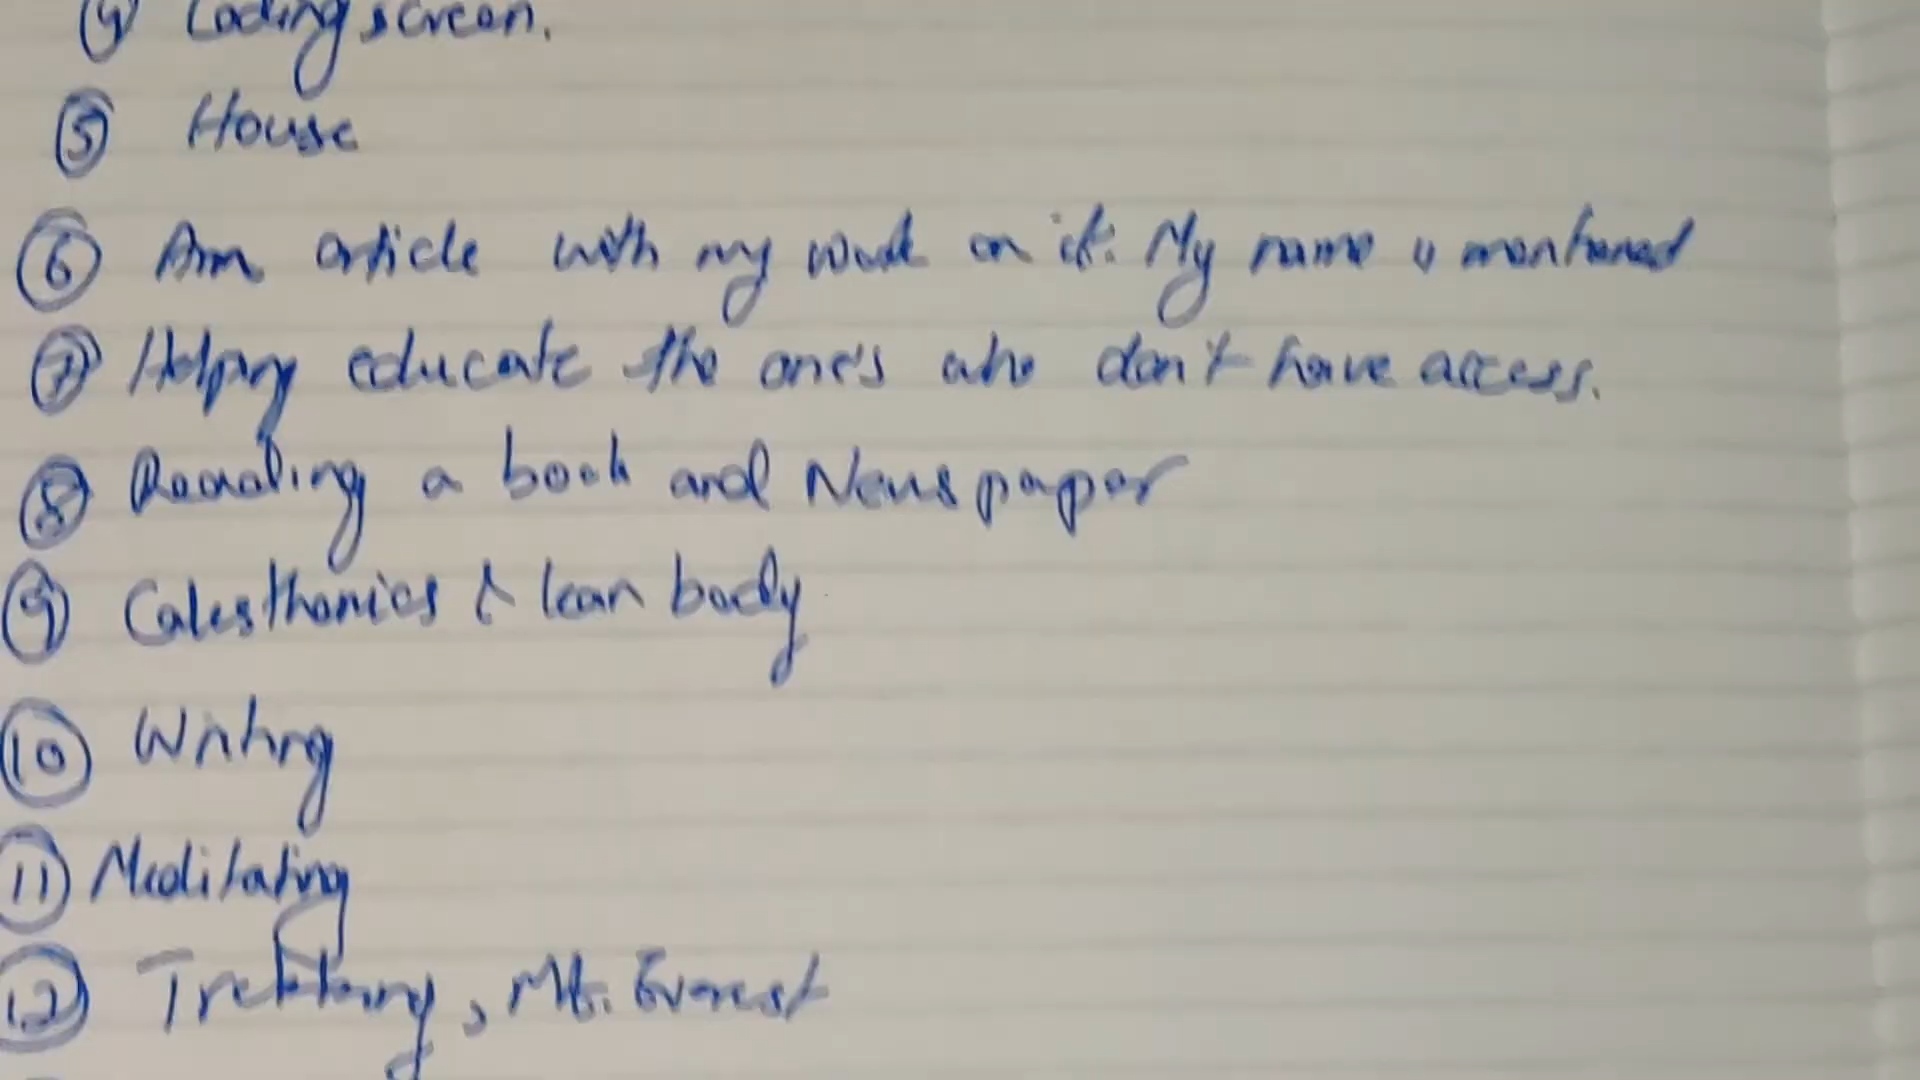 ④ Coding screen.
⑤ House
⑥ An article with my work on it. My name is mentioned
⑦ Helping educate the one's who don't have access.
⑧ Reading a book and Newspaper
⑨ Calesthenics & lean body
⑩ Writing
⑪ Meditating
⑫ Trekking, Mt. Everest